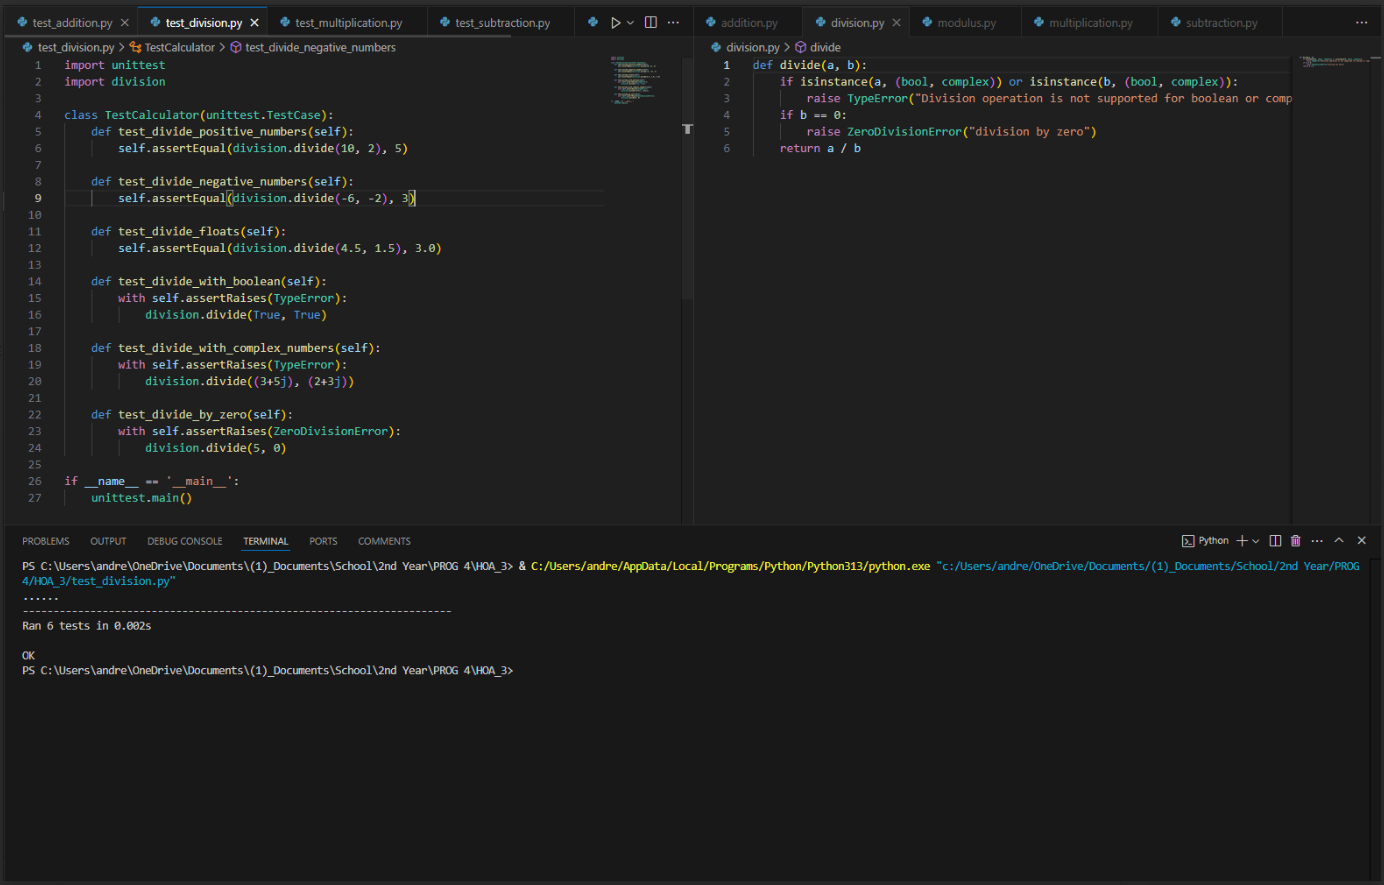 test_addition.py
test_division.py
test_multiplication.py
test_subtraction.py
test_division.py > TestCalculator > test_divide_negative_numbers
1 import unittest
2 import division
3
4 class TestCalculator(unittest.TestCase):
5 def test_divide_positive_numbers(self):
6 self.assertEqual(division.divide(10, 2), 5)
7
8 def test_divide_negative_numbers(self):
9 self.assertEqual(division.divide(-6, -2), 3)
10
11 def test_divide_floats(self):
12 self.assertEqual(division.divide(4.5, 1.5), 3.0)
13
14 def test_divide_with_boolean(self):
15 with self.assertRaises(TypeError):
16 division.divide(True, True)
17
18 def test_divide_with_complex_numbers(self):
19 with self.assertRaises(TypeError):
20 division.divide((3+5j), (2+3j))
21
22 def test_divide_by_zero(self):
23 with self.assertRaises(ZeroDivisionError):
24 division.divide(5, 0)
25
26 if __name__ == '__main__':
27 unittest.main()
addition.py
division.py
modulus.py
multiplication.py
subtraction.py
division.py > divide
1 def divide(a, b):
2 if isinstance(a, (bool, complex)) or isinstance(b, (bool, complex)):
3 raise TypeError("Division operation is not supported for boolean or comp
4 if b == 0:
5 raise ZeroDivisionError("division by zero")
6 return a / b
PROBLEMS OUTPUT DEBUG CONSOLE TERMINAL PORTS COMMENTS
Python
PS C:\Users\andre\OneDrive\Documents\(1)_Documents\School\2nd Year\PROG 4\HOA_3> & C:/Users/andre/AppData/Local/Programs/Python/Python313/python.exe "c:/Users/andre/OneDrive/Documents/(1)_Documents/School/2nd Year/PROG
4/HOA_3/test_division.py"
......
----------------------------------------------------------------------
Ran 6 tests in 0.002s
OK
PS C:\Users\andre\OneDrive\Documents\(1)_Documents\School\2nd Year\PROG 4\HOA_3>